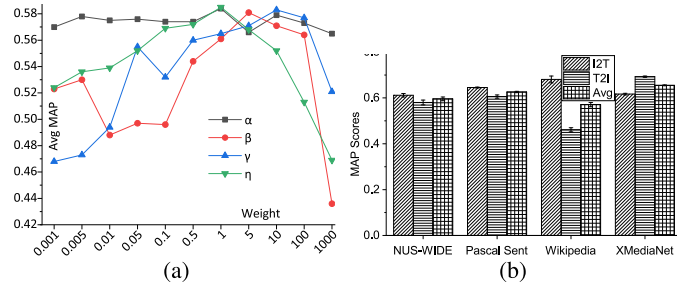 0.58
0.56
0.54
0.52
0.50
0.48
0.46
0.44
0.42
Avg MAP
α
β
γ
η
Weight
0.001
0.005
0.01
0.05
0.1
0.5
1
5
10
100
1000
(a)
0.8
0.6
0.4
0.2
0.0
MAP Scores
I2T
T2I
Avg
NUS-WIDE
Pascal Sent
Wikipedia
XMediaNet
(b)